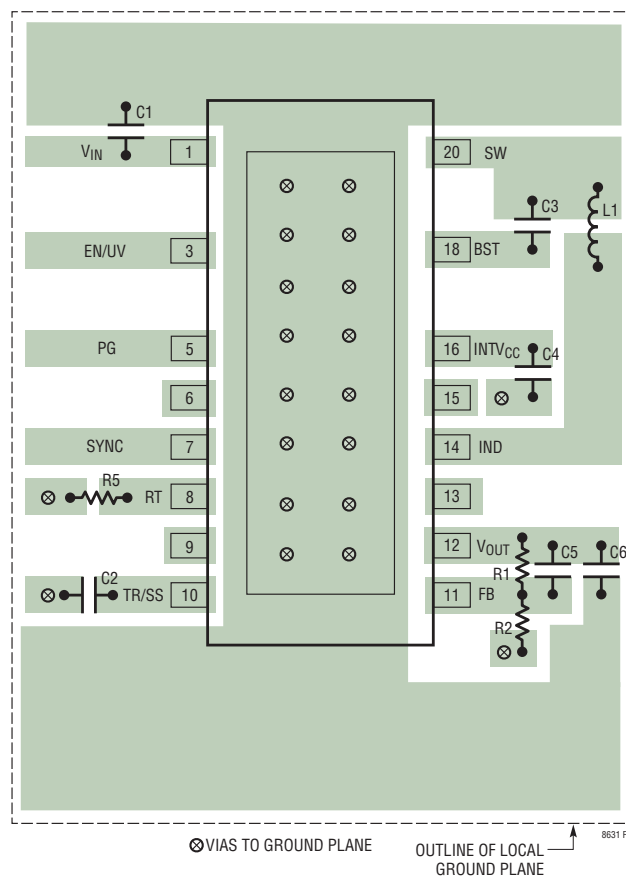 C1
VIN 1
20 SW
C3
L1
EN/UV 3
18 BST
PG 5
16 INTVCC C4
6
15
SYNC 7
14 IND
R5
RT 8
13
9
12 VOUT
C5 C6
R1
C2
TR/SS 10
11 FB
R2
VIAS TO GROUND PLANE
OUTLINE OF LOCAL
GROUND PLANE
8631